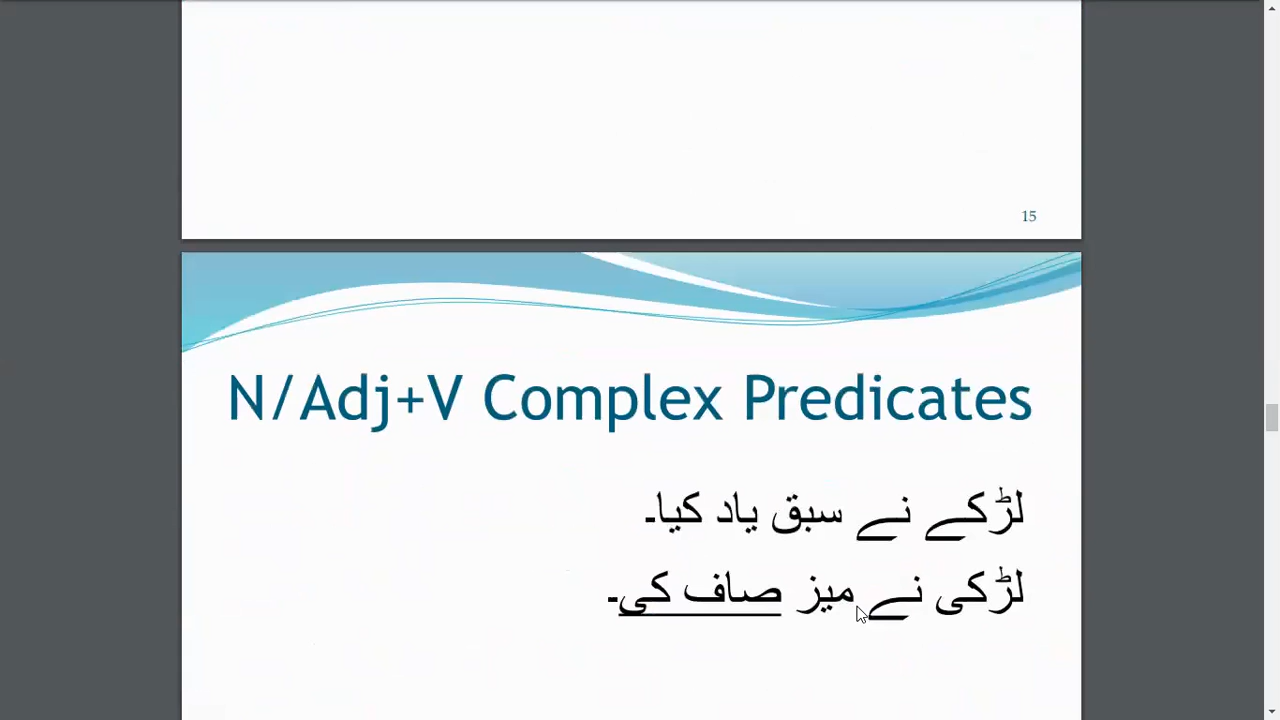 15
N/Adj+V Complex Predicates
لڑکے نے سبق یاد کیا۔
لڑکی نے میز صاف کی۔